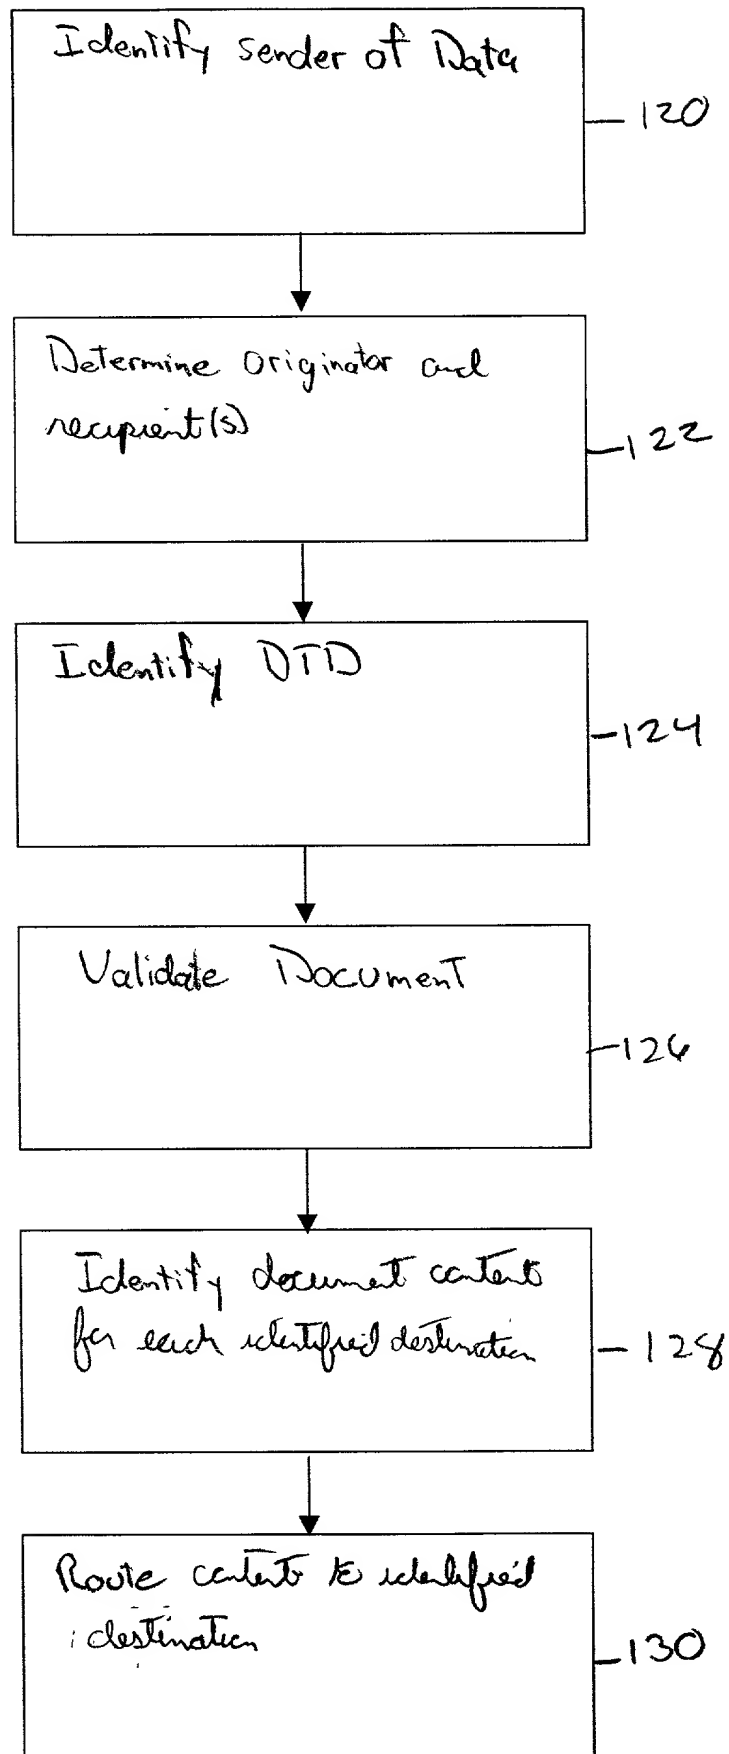 Identify sender of Data
120
Determine originator and
recipient(s)
122
Identify DTD
124
Validate Document
126
Identify document contents
for each identified destination
128
Route contents to identified
destination
130